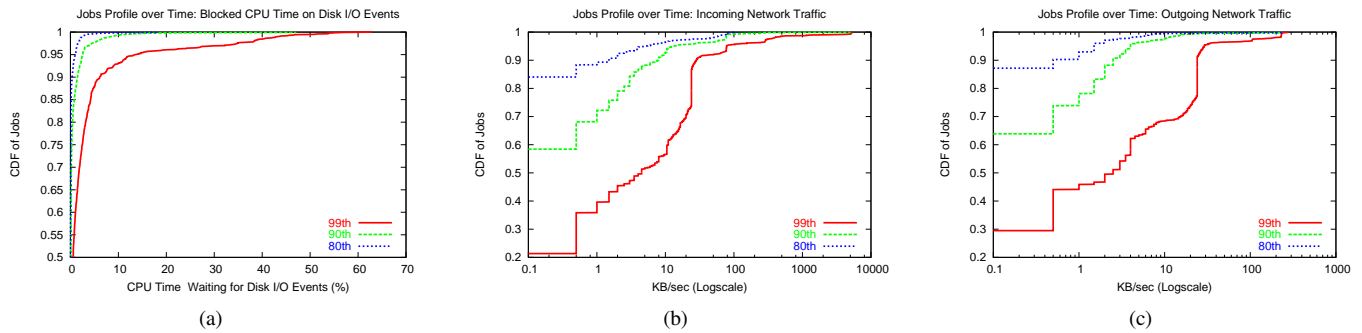 Jobs Profile over Time: Blocked CPU Time on Disk I/O Events
1
0.95
0.9
0.85
0.8
0.75
0.7
0.65
0.6
0.55
0.5
CDF of Jobs
99th
90th
80th
0 10 20 30 40 50 60 70
CPU Time Waiting for Disk I/O Events (%)
(a)
Jobs Profile over Time: Incoming Network Traffic
1
0.9
0.8
0.7
0.6
0.5
0.4
0.3
0.2
CDF of Jobs
99th
90th
80th
0.1 1 10 100 1000 10000
KB/sec (Logscale)
(b)
Jobs Profile over Time: Outgoing Network Traffic
1
0.9
0.8
0.7
0.6
0.5
0.4
0.3
0.2
CDF of Jobs
99th
90th
80th
0.1 1 10 100 1000
KB/sec (Logscale)
(c)